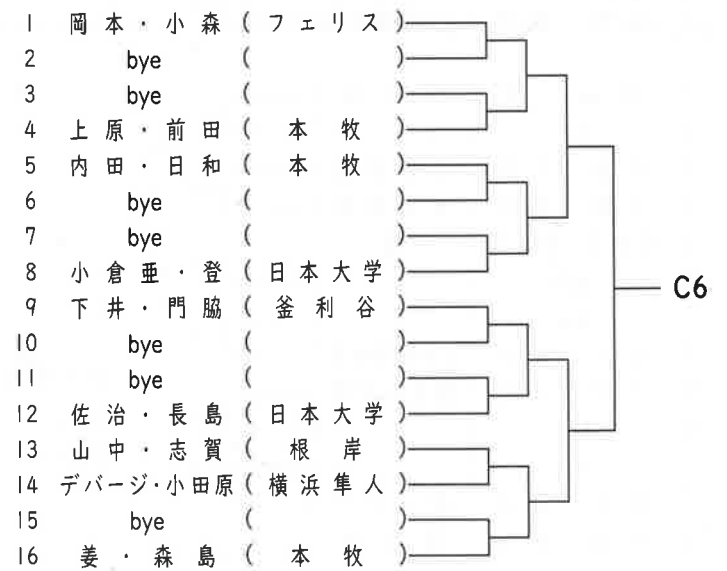 1 岡本・小森 (フェリス)
2 bye ( )
3 bye ( )
4 上原・前田 (本牧)
5 内田・日和 (本牧)
6 bye ( )
7 bye ( )
8 小倉亜・登 (日本大学)
9 下井・門脇 (釜利谷)
10 bye ( )
11 bye ( )
12 佐治・長島 (日本大学)
13 山中・志賀 (根岸)
14 デバージ・小田原 (横浜隼人)
15 bye ( )
16 姜・森島 (本牧)
C6